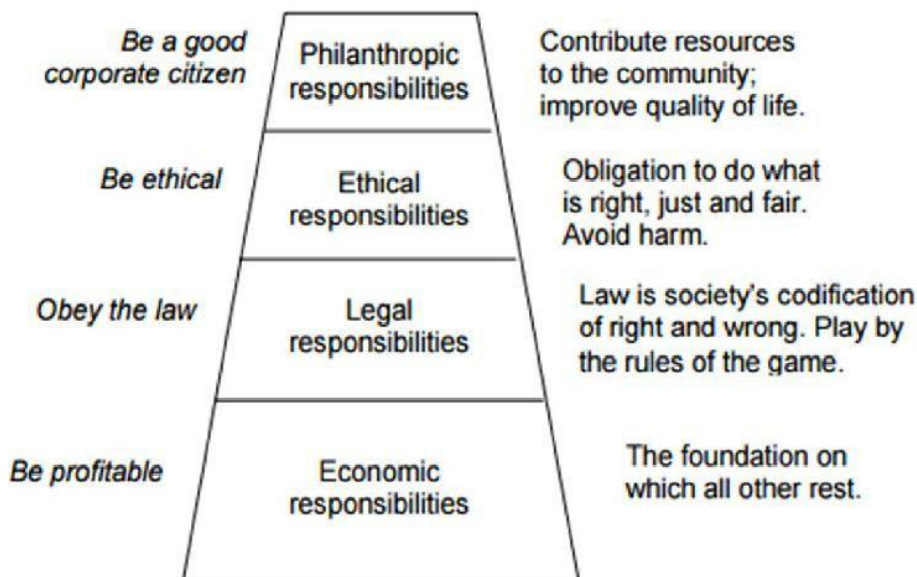 Be a good
corporate citizen
Philanthropic
responsibilities
Contribute resources
to the community;
improve quality of life.
Be ethical
Ethical
responsibilities
Obligation to do what
is right, just and fair.
Avoid harm.
Obey the law
Legal
responsibilities
Law is society's codification
of right and wrong. Play by
the rules of the game.
Be profitable
Economic
responsibilities
The foundation on
which all other rest.